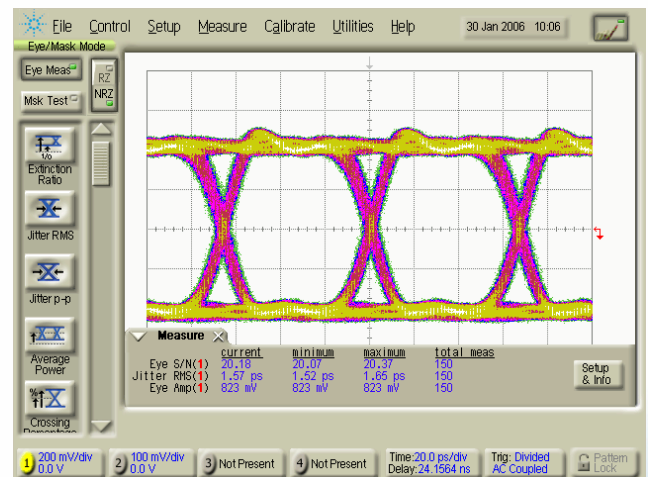 File Control Setup Measure Calibrate Utilities Help 30 Jan 2006 10:06
Eye/Mask Mode
Eye Meas
RZ
NRZ
Msk Test
1/0
Extinction
Ratio
Jitter RMS
Jitter p-p
Average
Power
Crossing
Percentage
Measure
current minimum maximum total meas
Eye S/N(1) 20.18 20.07 20.37 150
Jitter RMS(1) 1.57 ps 1.52 ps 1.65 ps 150
Eye Amp(1) 823 mV 823 mV 823 mV 150
Setup
& Info
1 200 mV/div
0.0 V
2 100 mV/div
0.0 V
3 Not Present
4 Not Present
Time:20.0 ps/div
Delay:24.1564 ns
Trig: Divided
AC Coupled
Pattern
Lock